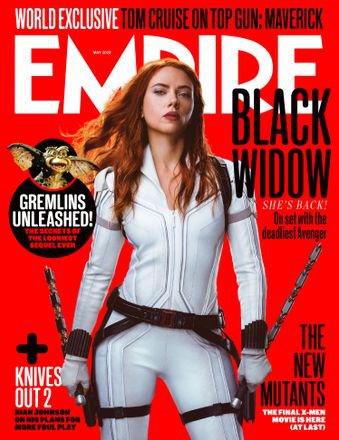 WORLD EXCLUSIVE TOM CRUISE ON TOP GUN: MAVERICK
MAY 2020
EMPIRE
BLACK
WIDOW
SHE'S BACK!
On set with the
deadliest Avenger
GREMLINS
UNLEASHED!
THE SECRETS OF
THE LOONIEST
SEQUEL EVER
+
KNIVES
OUT 2
RIAN JOHNSON
ON HIS PLANS FOR
MORE FOUL PLAY
THE
NEW
MUTANTS
THE FINAL X-MEN
MOVIE IS HERE
(AT LAST)